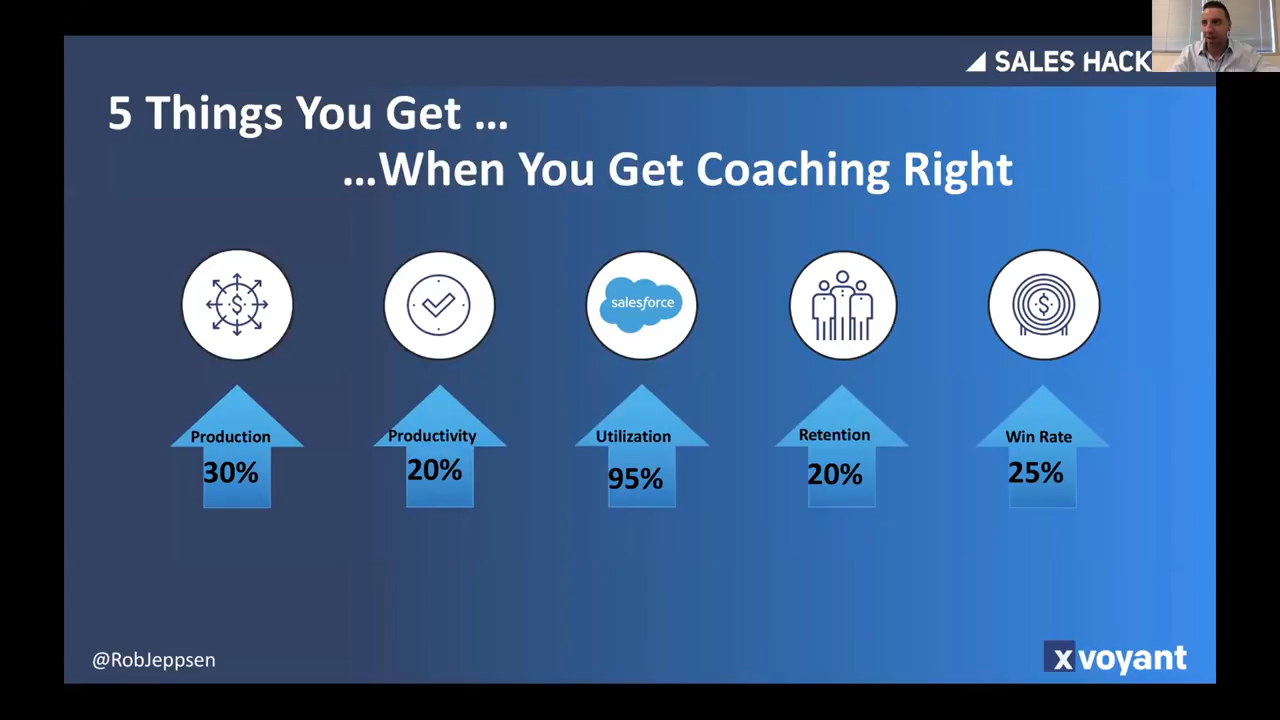 SALES HACK
5 Things You Get ...
...When You Get Coaching Right
salesforce
Production
30%
Productivity
20%
Utilization
95%
Retention
20%
Win Rate
25%
@RobJeppsen
xvoyant